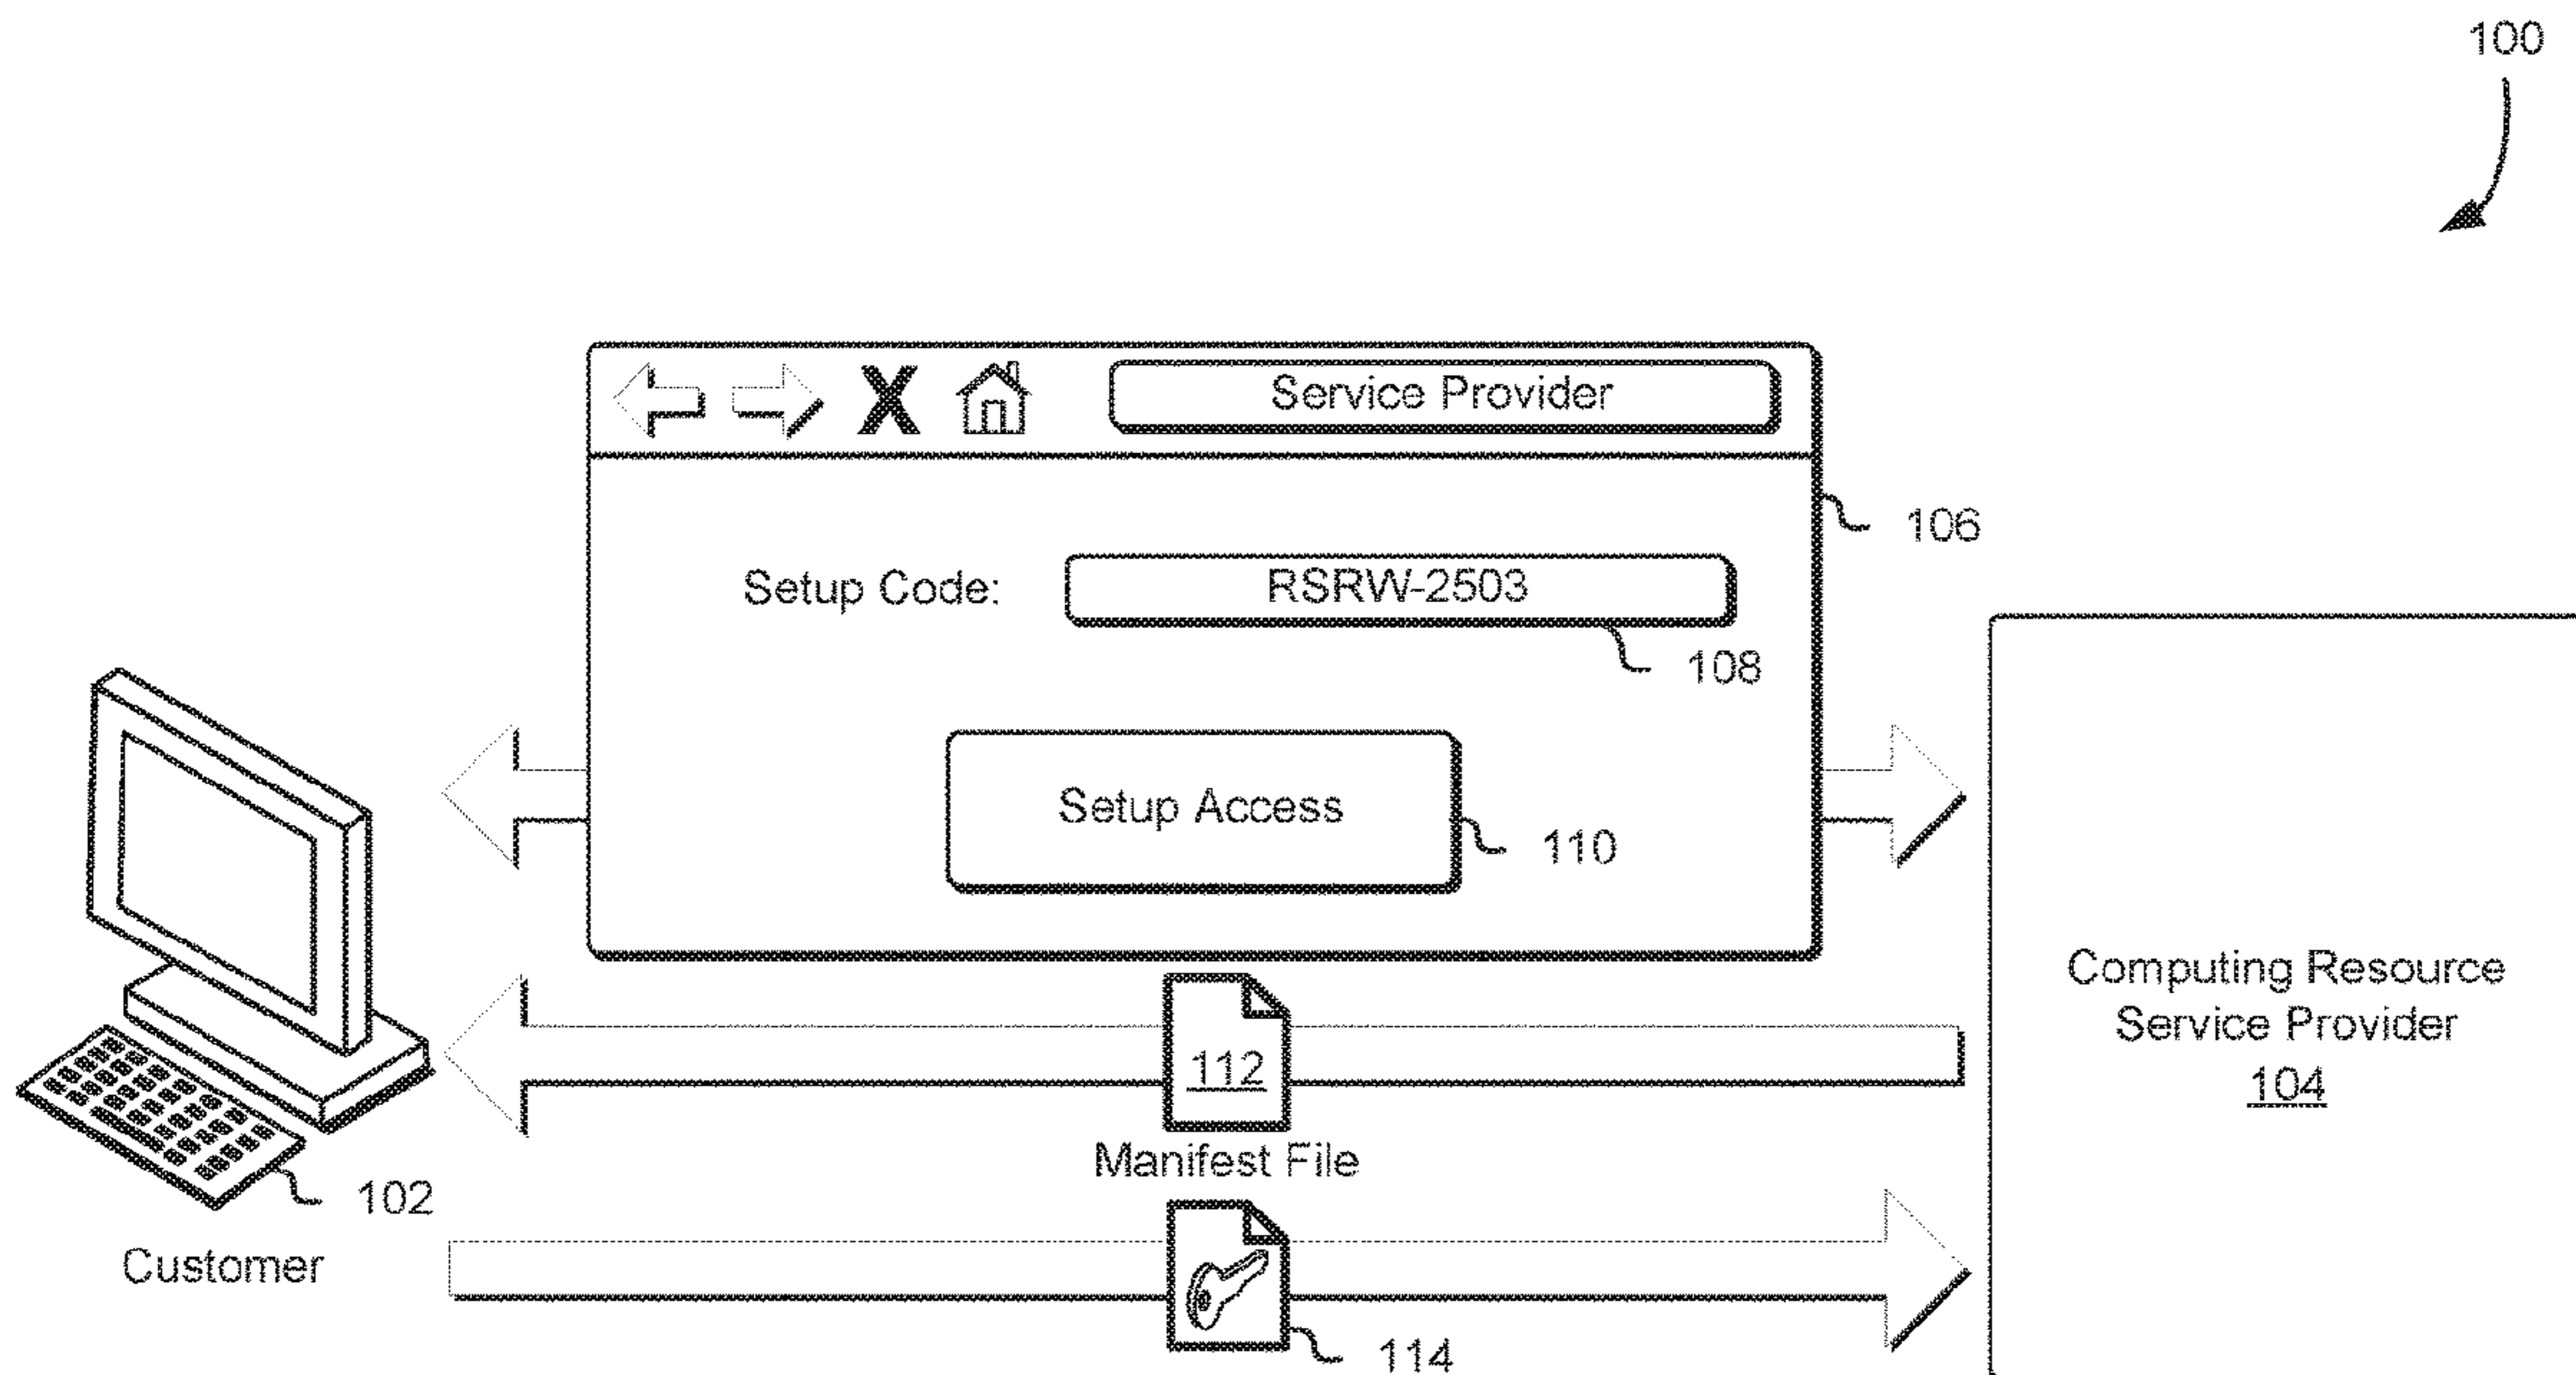 100
Service Provider
106
Setup Code:
RSRW-2503
108
Setup Access
110
Computing Resource
Service Provider
104
112
Manifest File
102
Customer
114